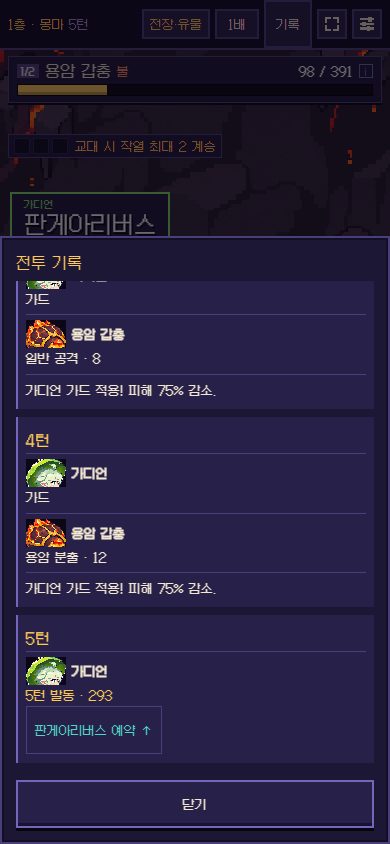 1층 · 몽마 5턴
전장·유물
1배
기록
1/2 용암 갑충 불
98 / 391
교대 시 작열 최대 2 계승
가디언
판게아리버스
전투 기록
가드
용암 갑충
일반 공격 · 8
가디언 가드 적용! 피해 75% 감소.
4턴
가디언
가드
용암 갑충
용암 분출 · 12
가디언 가드 적용! 피해 75% 감소.
5턴
가디언
5턴 발동 · 293
판게아리버스 예약 ↑
닫기